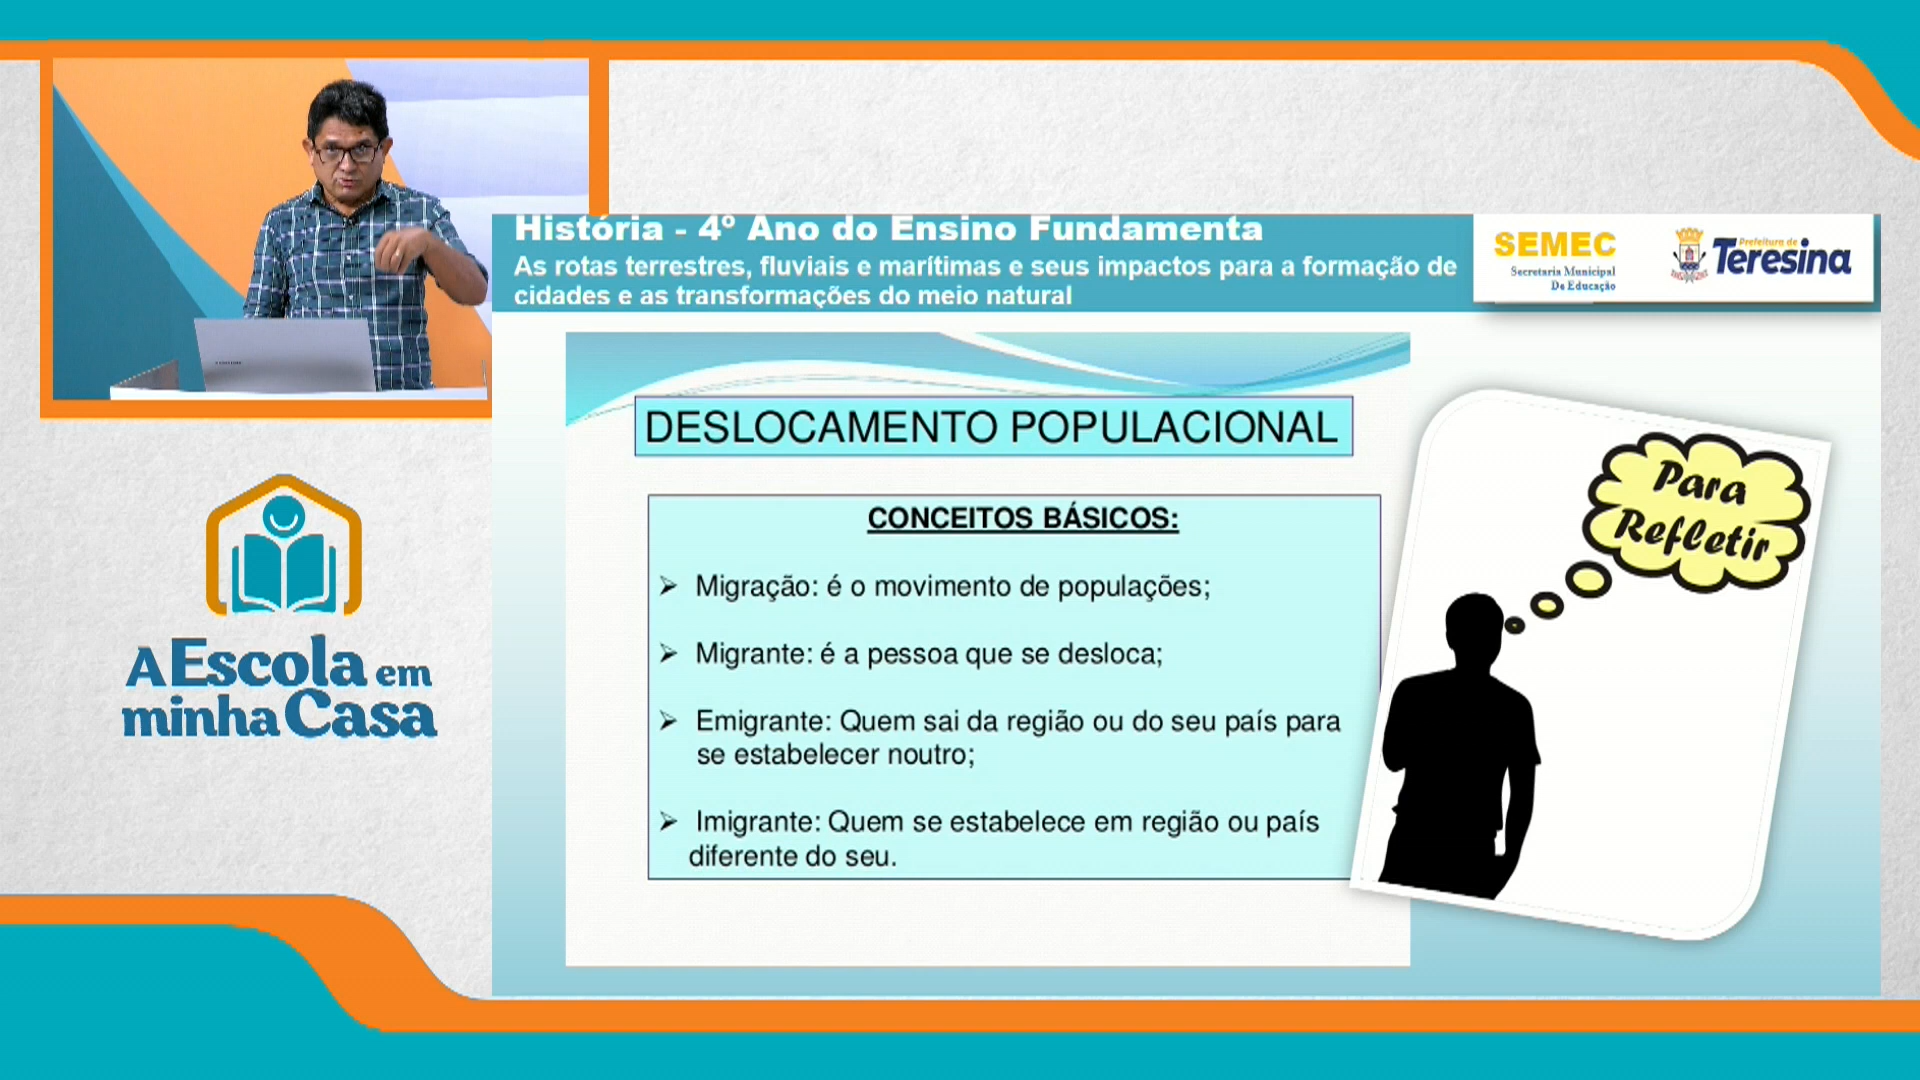 História - 4º Ano do Ensino Fundamenta
As rotas terrestres, fluviais e marítimas e seus impactos para a formação de
cidades e as transformações do meio natural
SEMEC
Secretaria Municipal
De Educação
Prefeitura de
Teresina
DESLOCAMENTO POPULACIONAL
CONCEITOS BÁSICOS:
➢ Migração: é o movimento de populações;
➢ Migrante: é a pessoa que se desloca;
➢ Emigrante: Quem sai da região ou do seu país para
se estabelecer noutro;
➢ Imigrante: Quem se estabelece em região ou país
diferente do seu.
Para
Refletir
A Escola em
minha Casa